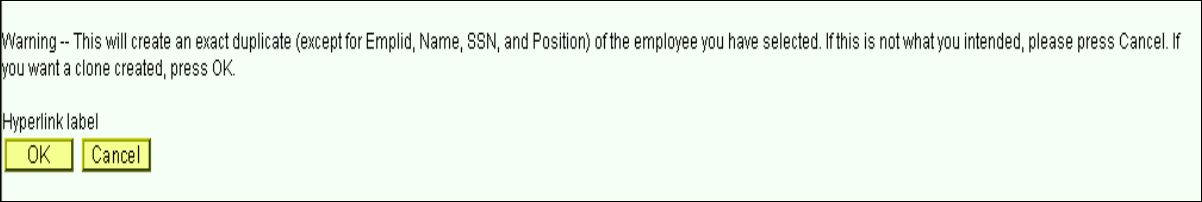 Warning -- This will create an exact duplicate (except for Emplid, Name, SSN, and Position) of the employee you have selected. If this is not what you intended, please press Cancel. If
you want a clone created, press OK.
Hyperlink label
OK Cancel